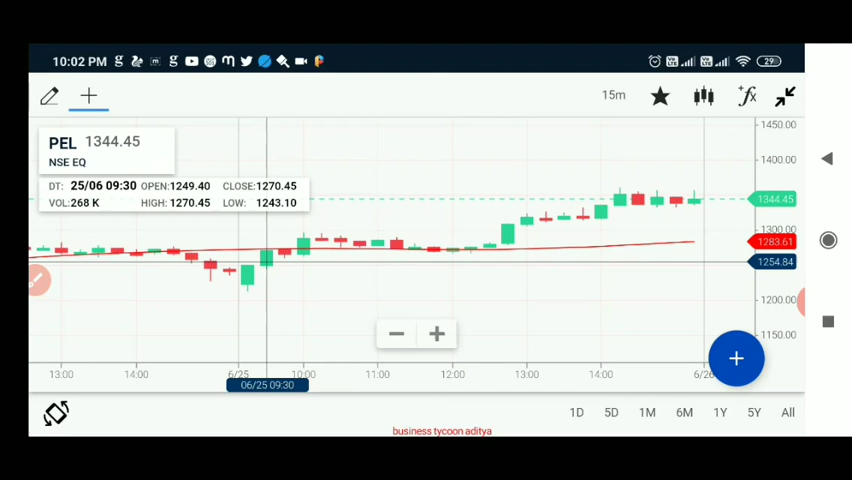 10:02 PM 29
15m
PEL 1344.45
NSE EQ
DT: 25/06 09:30 OPEN:1249.40 CLOSE:1270.45
VOL:268 K HIGH: 1270.45 LOW: 1243.10
1450.00
1400.00
1344.45
1300.00
1283.61
1254.84
1200.00
1150.00
13:00 14:00 6/25 10:00 11:00 12:00 13:00 14:00 6/26
06/25 09:30
1D 5D 1M 6M 1Y 5Y All
business tycoon aditya